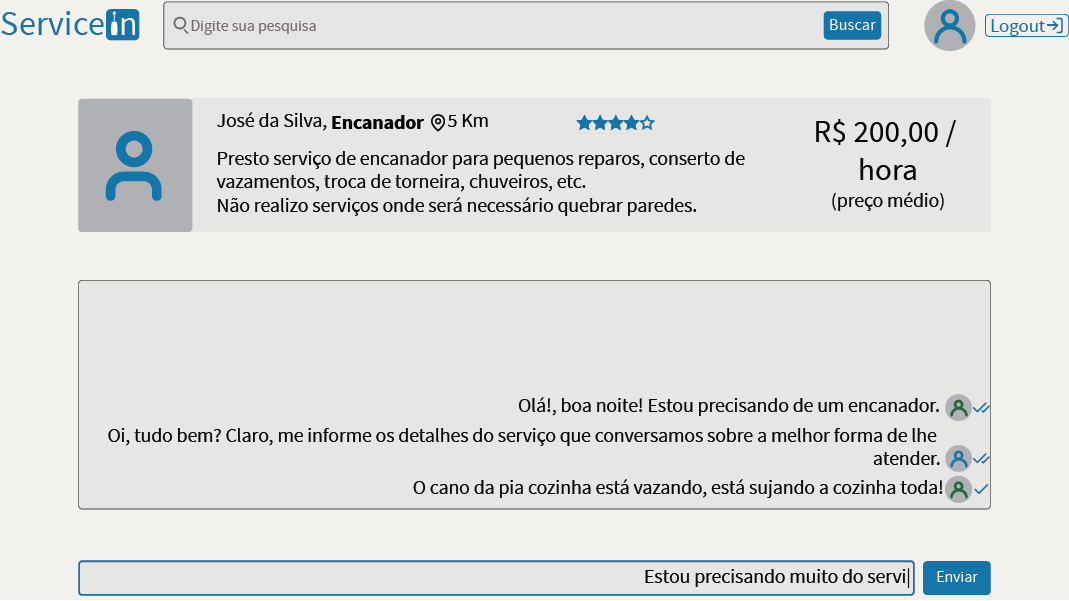 ServiceIn
Digite sua pesquisa
Buscar
Logout
José da Silva, Encanador 5 Km
Presto serviço de encanador para pequenos reparos, conserto de
vazamentos, troca de torneira, chuveiros, etc.
Não realizo serviços onde será necessário quebrar paredes.
R$ 200,00 /
hora
(preço médio)
Olá!, boa noite! Estou precisando de um encanador.
Oi, tudo bem? Claro, me informe os detalhes do serviço que conversamos sobre a melhor forma de lhe
atender.
O cano da pia cozinha está vazando, está sujando a cozinha toda!
Estou precisando muito do servi
Enviar